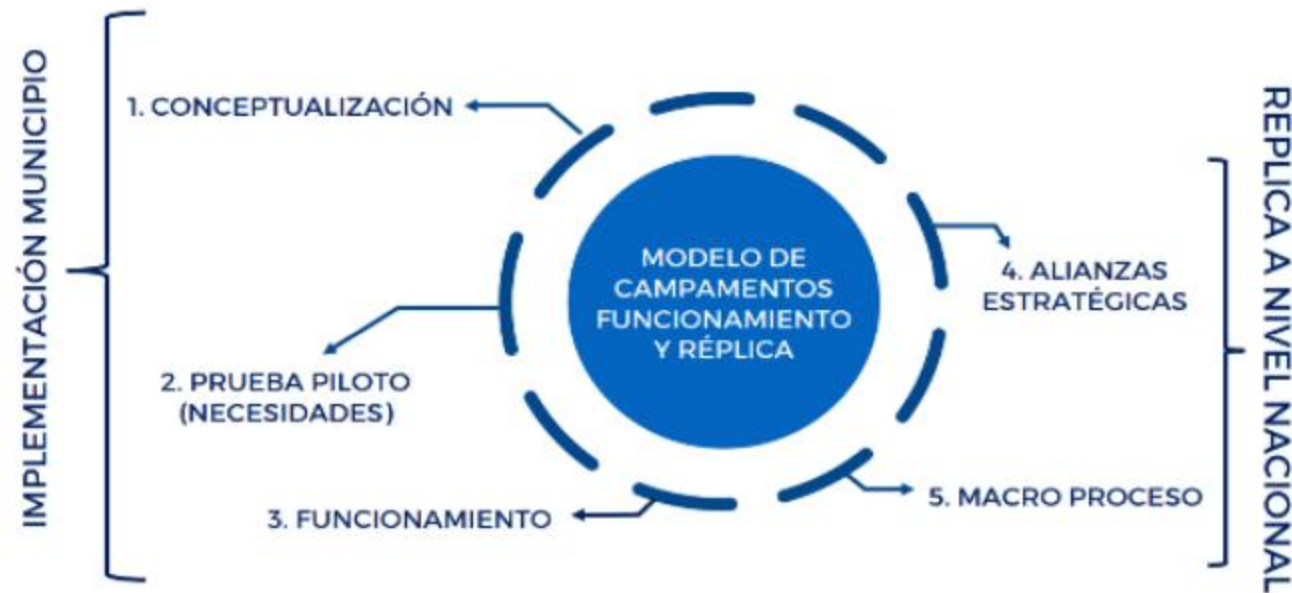 IMPLEMENTACIÓN MUNICIPIO
1. CONCEPTUALIZACIÓN
2. PRUEBA PILOTO
(NECESIDADES)
3. FUNCIONAMIENTO
MODELO DE
CAMPAMENTOS
FUNCIONAMIENTO
Y RÉPLICA
4. ALIANZAS
ESTRATÉGICAS
5. MACRO PROCESO
REPLICA A NIVEL NACIONAL